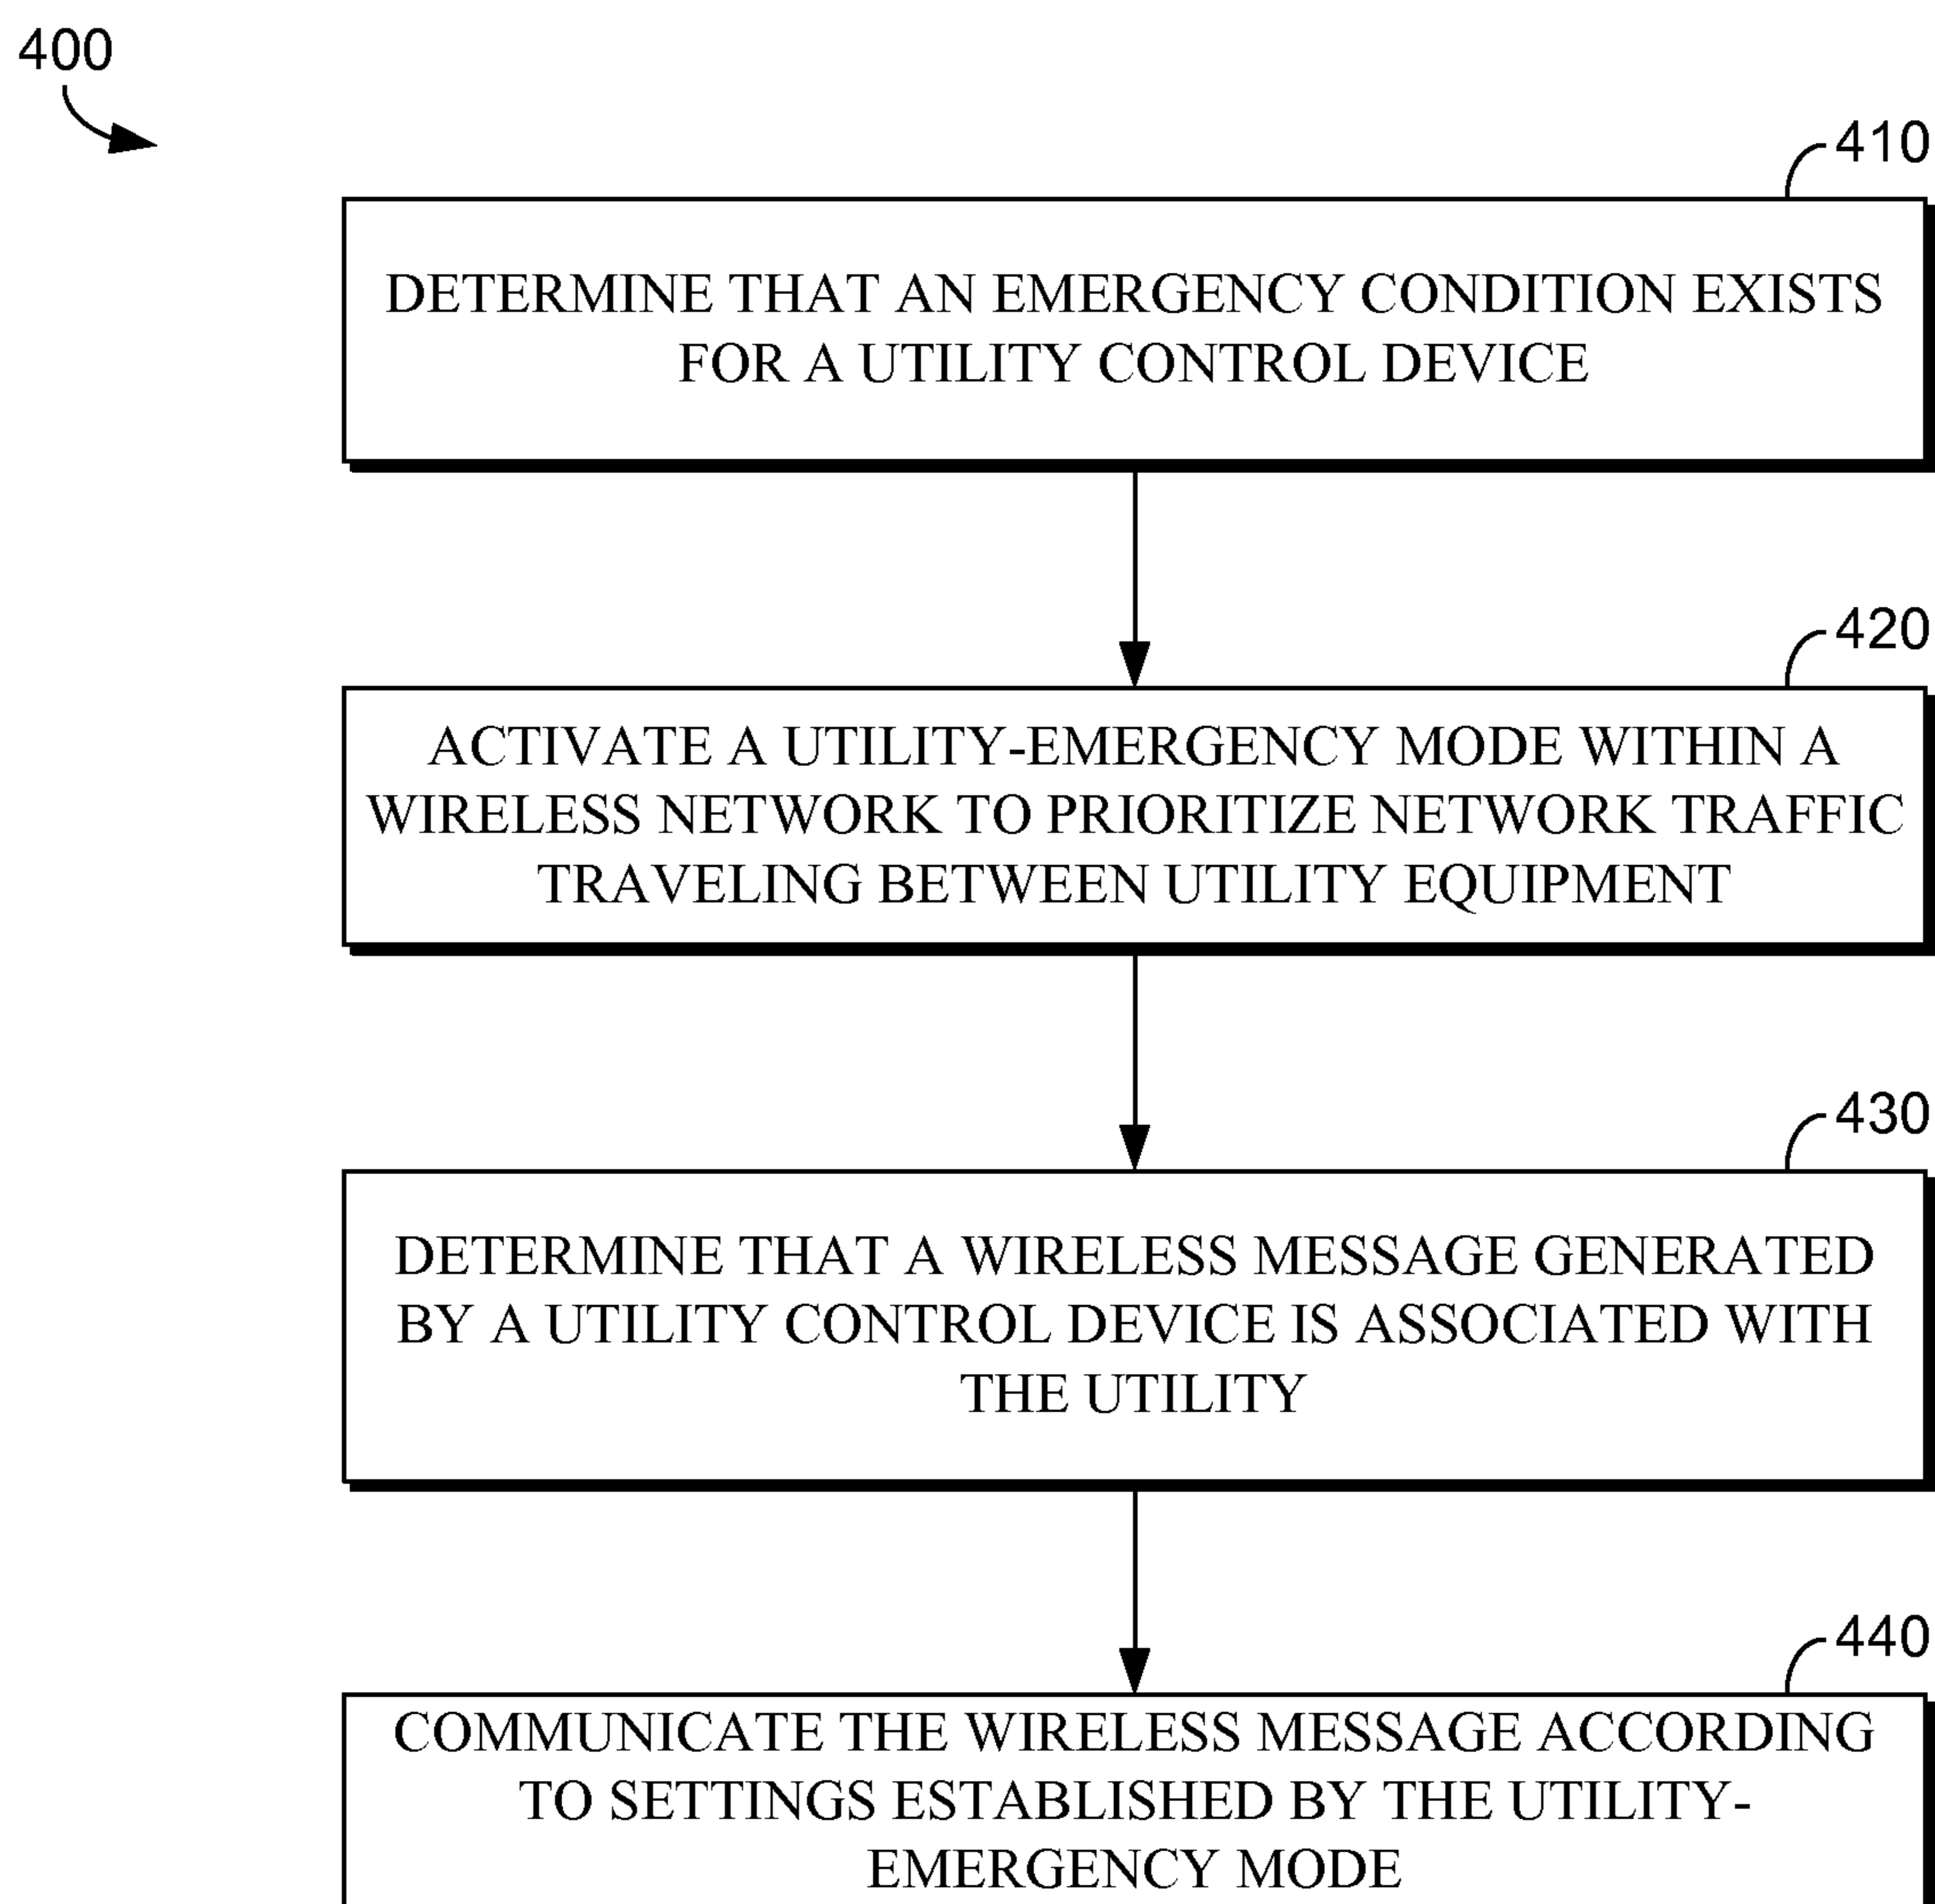 400
410
DETERMINE THAT AN EMERGENCY CONDITION EXISTS
FOR A UTILITY CONTROL DEVICE
420
ACTIVATE A UTILITY-EMERGENCY MODE WITHIN A
WIRELESS NETWORK TO PRIORITIZE NETWORK TRAFFIC
TRAVELING BETWEEN UTILITY EQUIPMENT
430
DETERMINE THAT A WIRELESS MESSAGE GENERATED
BY A UTILITY CONTROL DEVICE IS ASSOCIATED WITH
THE UTILITY
440
COMMUNICATE THE WIRELESS MESSAGE ACCORDING
TO SETTINGS ESTABLISHED BY THE UTILITY-
EMERGENCY MODE